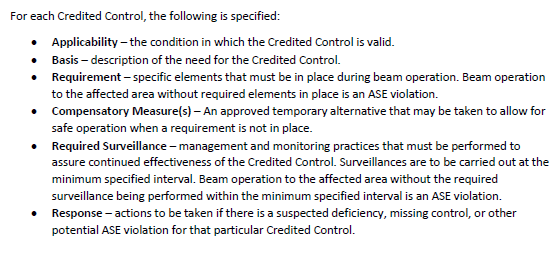 For each Credited Control, the following is specified:
• Applicability – the condition in which the Credited Control is valid.
• Basis – description of the need for the Credited Control.
• Requirement – specific elements that must be in place during beam operation. Beam operation
to the affected area without required elements in place is an ASE violation.
• Compensatory Measure(s) – An approved temporary alternative that may be taken to allow for
safe operation when a requirement is not in place.
• Required Surveillance – management and monitoring practices that must be performed to
assure continued effectiveness of the Credited Control. Surveillances are to be carried out at the
minimum specified interval. Beam operation to the affected area without the required
surveillance being performed within the minimum specified interval is an ASE violation.
• Response – actions to be taken if there is a suspected deficiency, missing control, or other
potential ASE violation for that particular Credited Control.